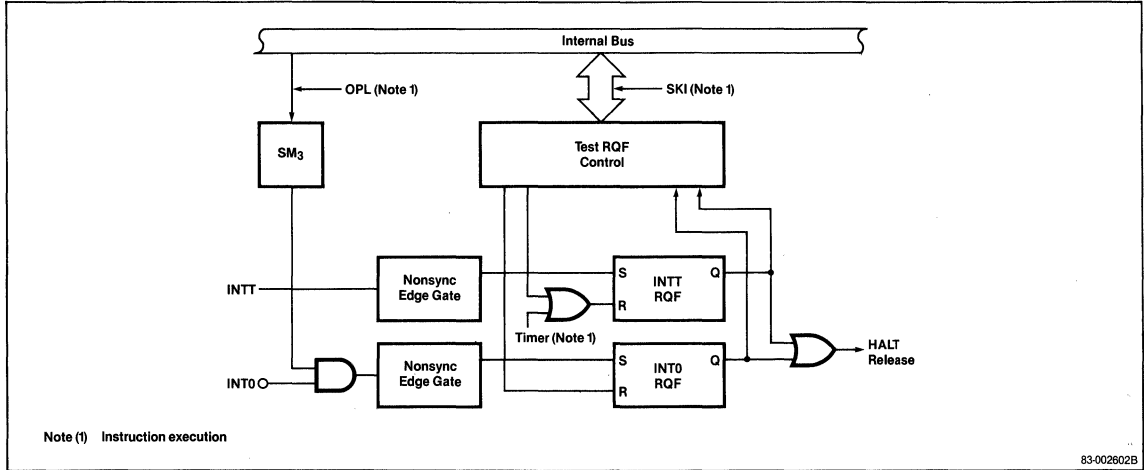 Internal Bus
OPL (Note 1)
SKI (Note 1)
SM3
Test RQF
Control
INTT
Nonsync
Edge Gate
S
INTT
RQF
Q
R
Timer (Note 1)
INT0
Nonsync
Edge Gate
S
INT0
RQF
Q
R
HALT
Release
Note (1) Instruction execution
83-002602B